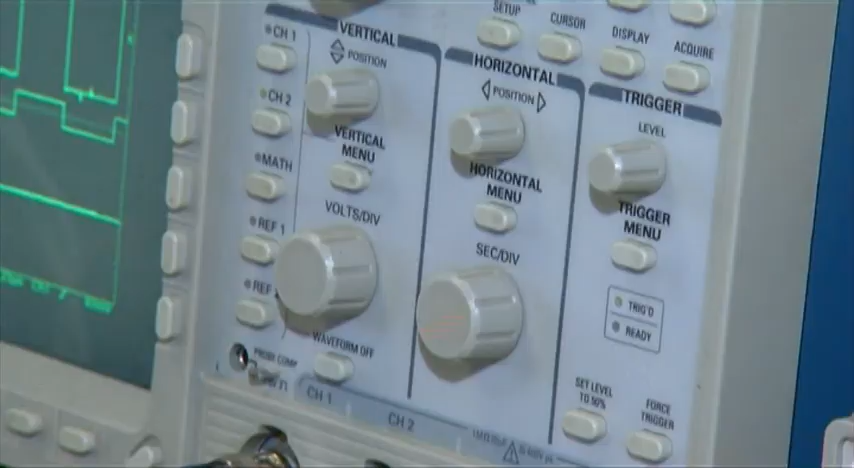 SETUP
CURSOR
DISPLAY
ACQUIRE
VERTICAL
POSITION
CH 1
CH 2
MATH
REF 1
REF
VERTICAL
MENU
VOLTS/DIV
WAVEFORM OFF
PROBE COMP
HORIZONTAL
POSITION
HORIZONTAL
MENU
SEC/DIV
TRIGGER
LEVEL
TRIGGER
MENU
TRIG'D
READY
SET LEVEL
TO 50%
FORCE
TRIGGER
CH 1
CH 2